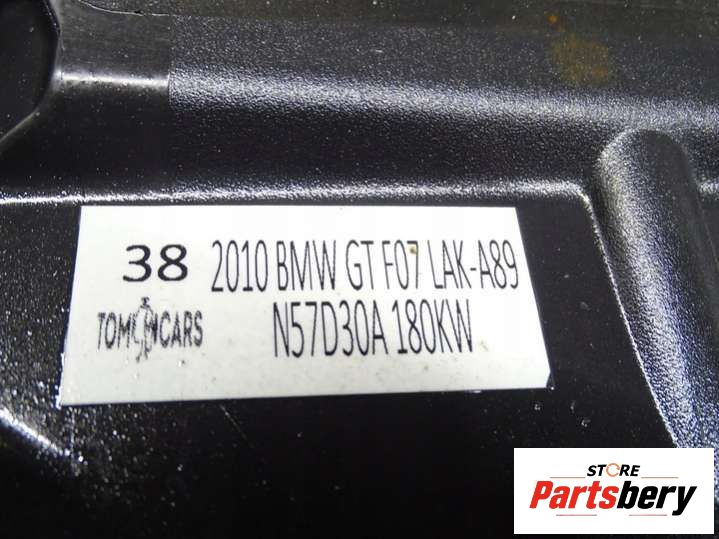 38 2010 BMW GT F07 LAK-A89
TOMCARS N57D30A 180KW
STORE
Partsbery